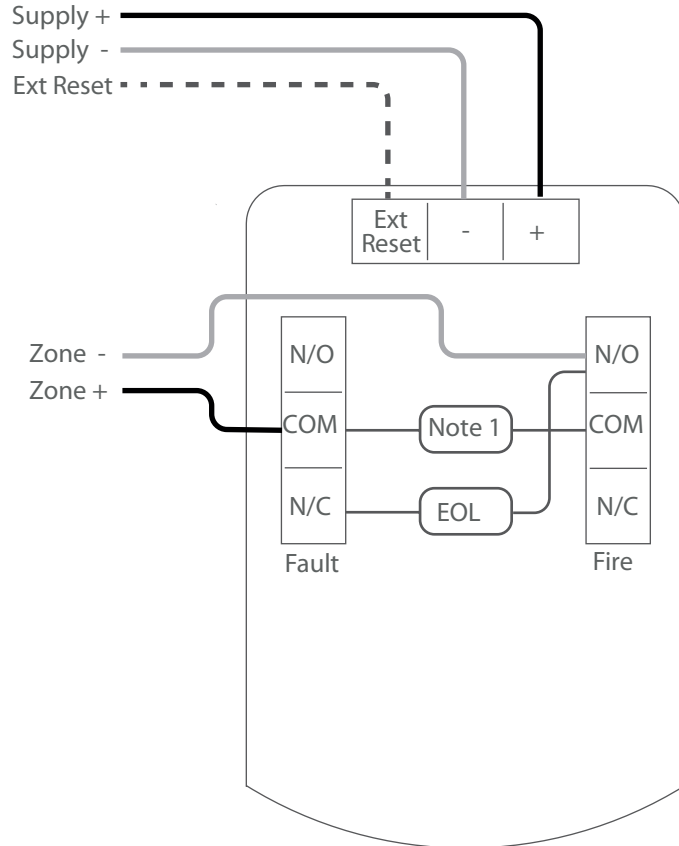 Supply +
Supply -
Ext Reset
Ext
Reset
-
+
Zone -
Zone +
N/O
COM
N/C
Fault
Note 1
EOL
N/O
COM
N/C
Fire